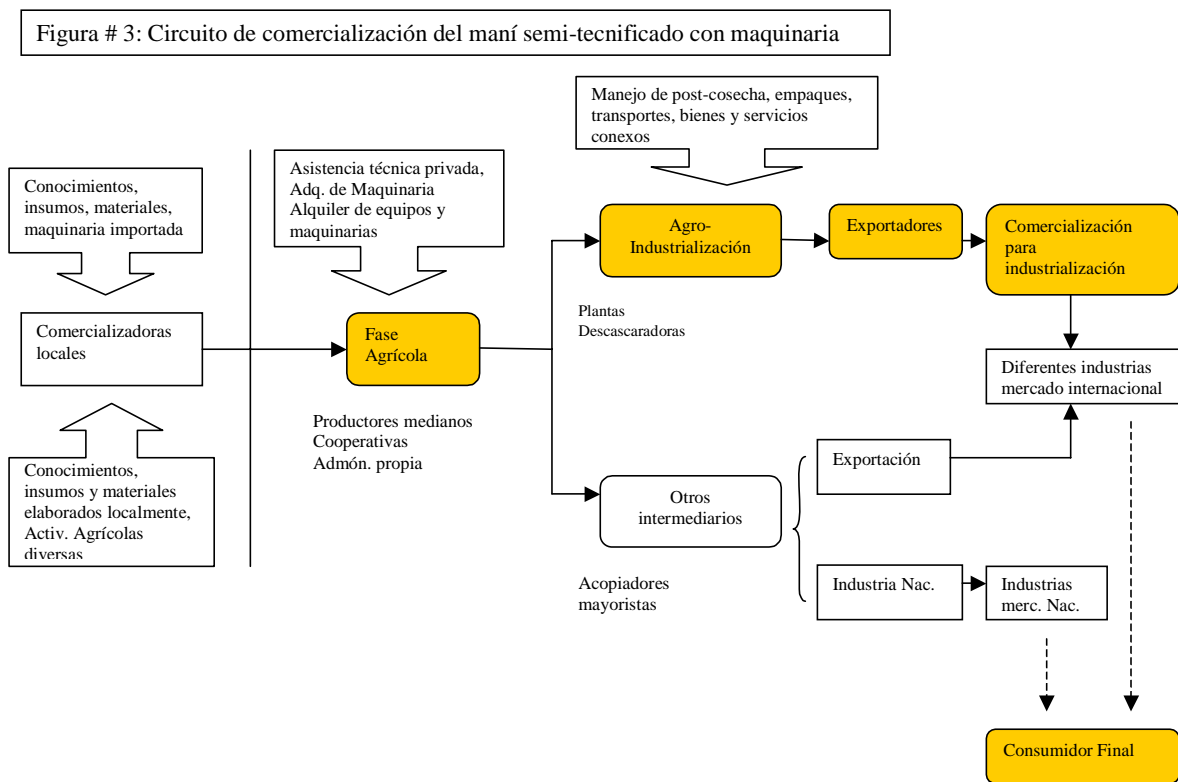 Figura # 3: Circuito de comercialización del maní semi-tecnificado con maquinaria
Manejo de post-cosecha, empaques,
transportes, bienes y servicios
conexos
Asistencia técnica privada,
Adq. de Maquinaria
Alquiler de equipos y
maquinarias
Conocimientos,
insumos, materiales,
maquinaria importada
Agro-
Industrialización
Exportadores
Comercialización
para
industrialización
Plantas
Descascaradoras
Comercializadoras
locales
Fase
Agrícola
Diferentes industrias
mercado internacional
Productores medianos
Cooperativas
Admón. propia
Conocimientos,
insumos y materiales
elaborados localmente,
Activ. Agrícolas
diversas
Exportación
Otros
intermediarios
Acopiadores
mayoristas
Industria Nac.
Industrias
merc. Nac.
Consumidor Final